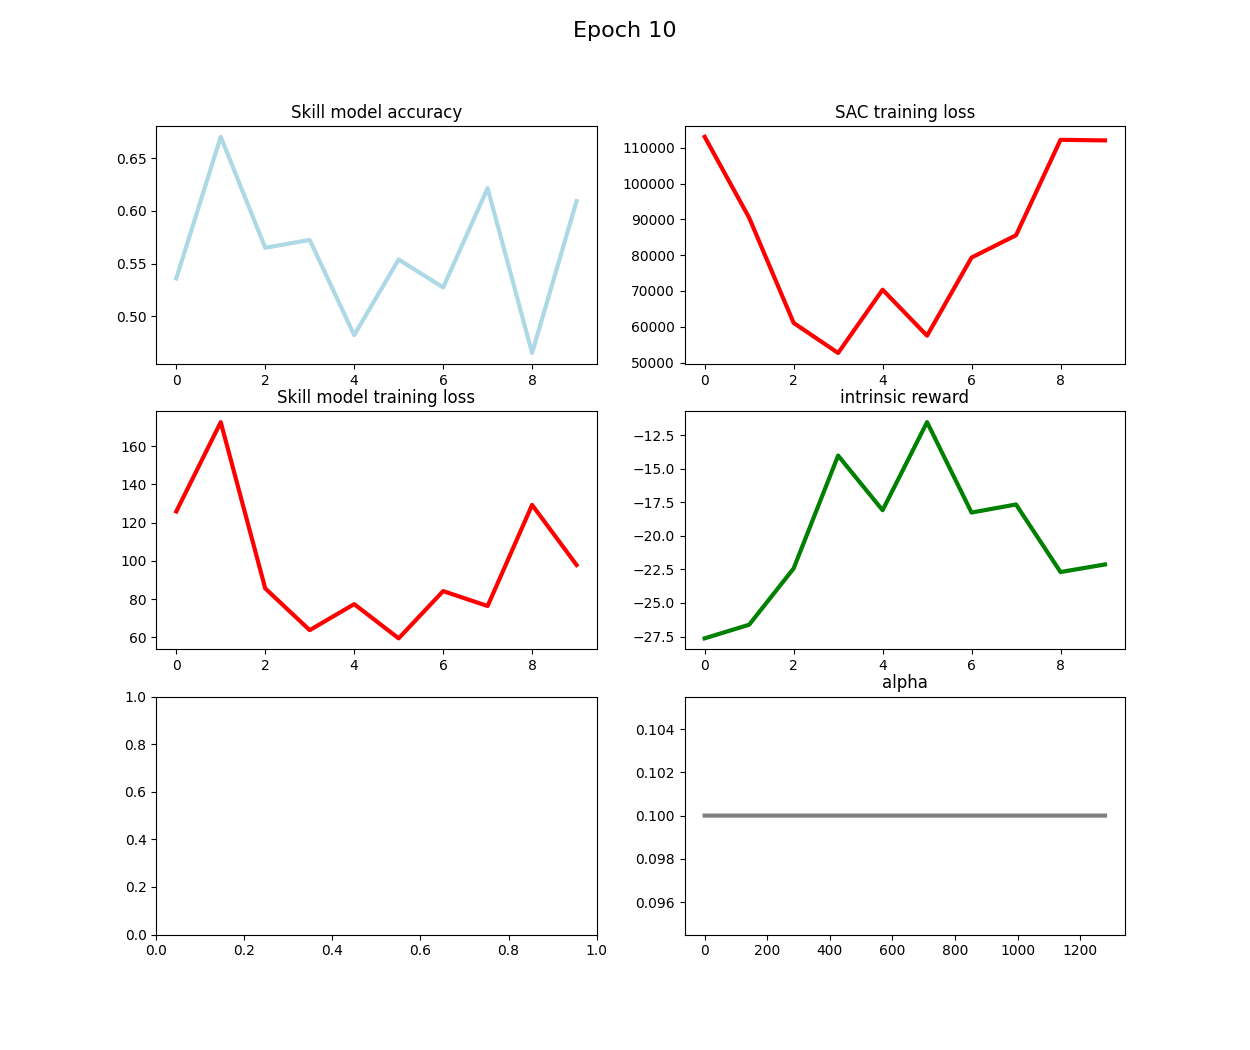 Epoch 10
Skill model accuracy
0.65
0.60
0.55
0.50
0 2 4 6 8
SAC training loss
110000
100000
90000
80000
70000
60000
50000
0 2 4 6 8
Skill model training loss
160
140
120
100
80
60
0 2 4 6 8
intrinsic reward
−12.5
−15.0
−17.5
−20.0
−22.5
−25.0
−27.5
0 2 4 6 8
1.0
0.8
0.6
0.4
0.2
0.0
0.0 0.2 0.4 0.6 0.8 1.0
alpha
0.104
0.102
0.100
0.098
0.096
0 200 400 600 800 1000 1200